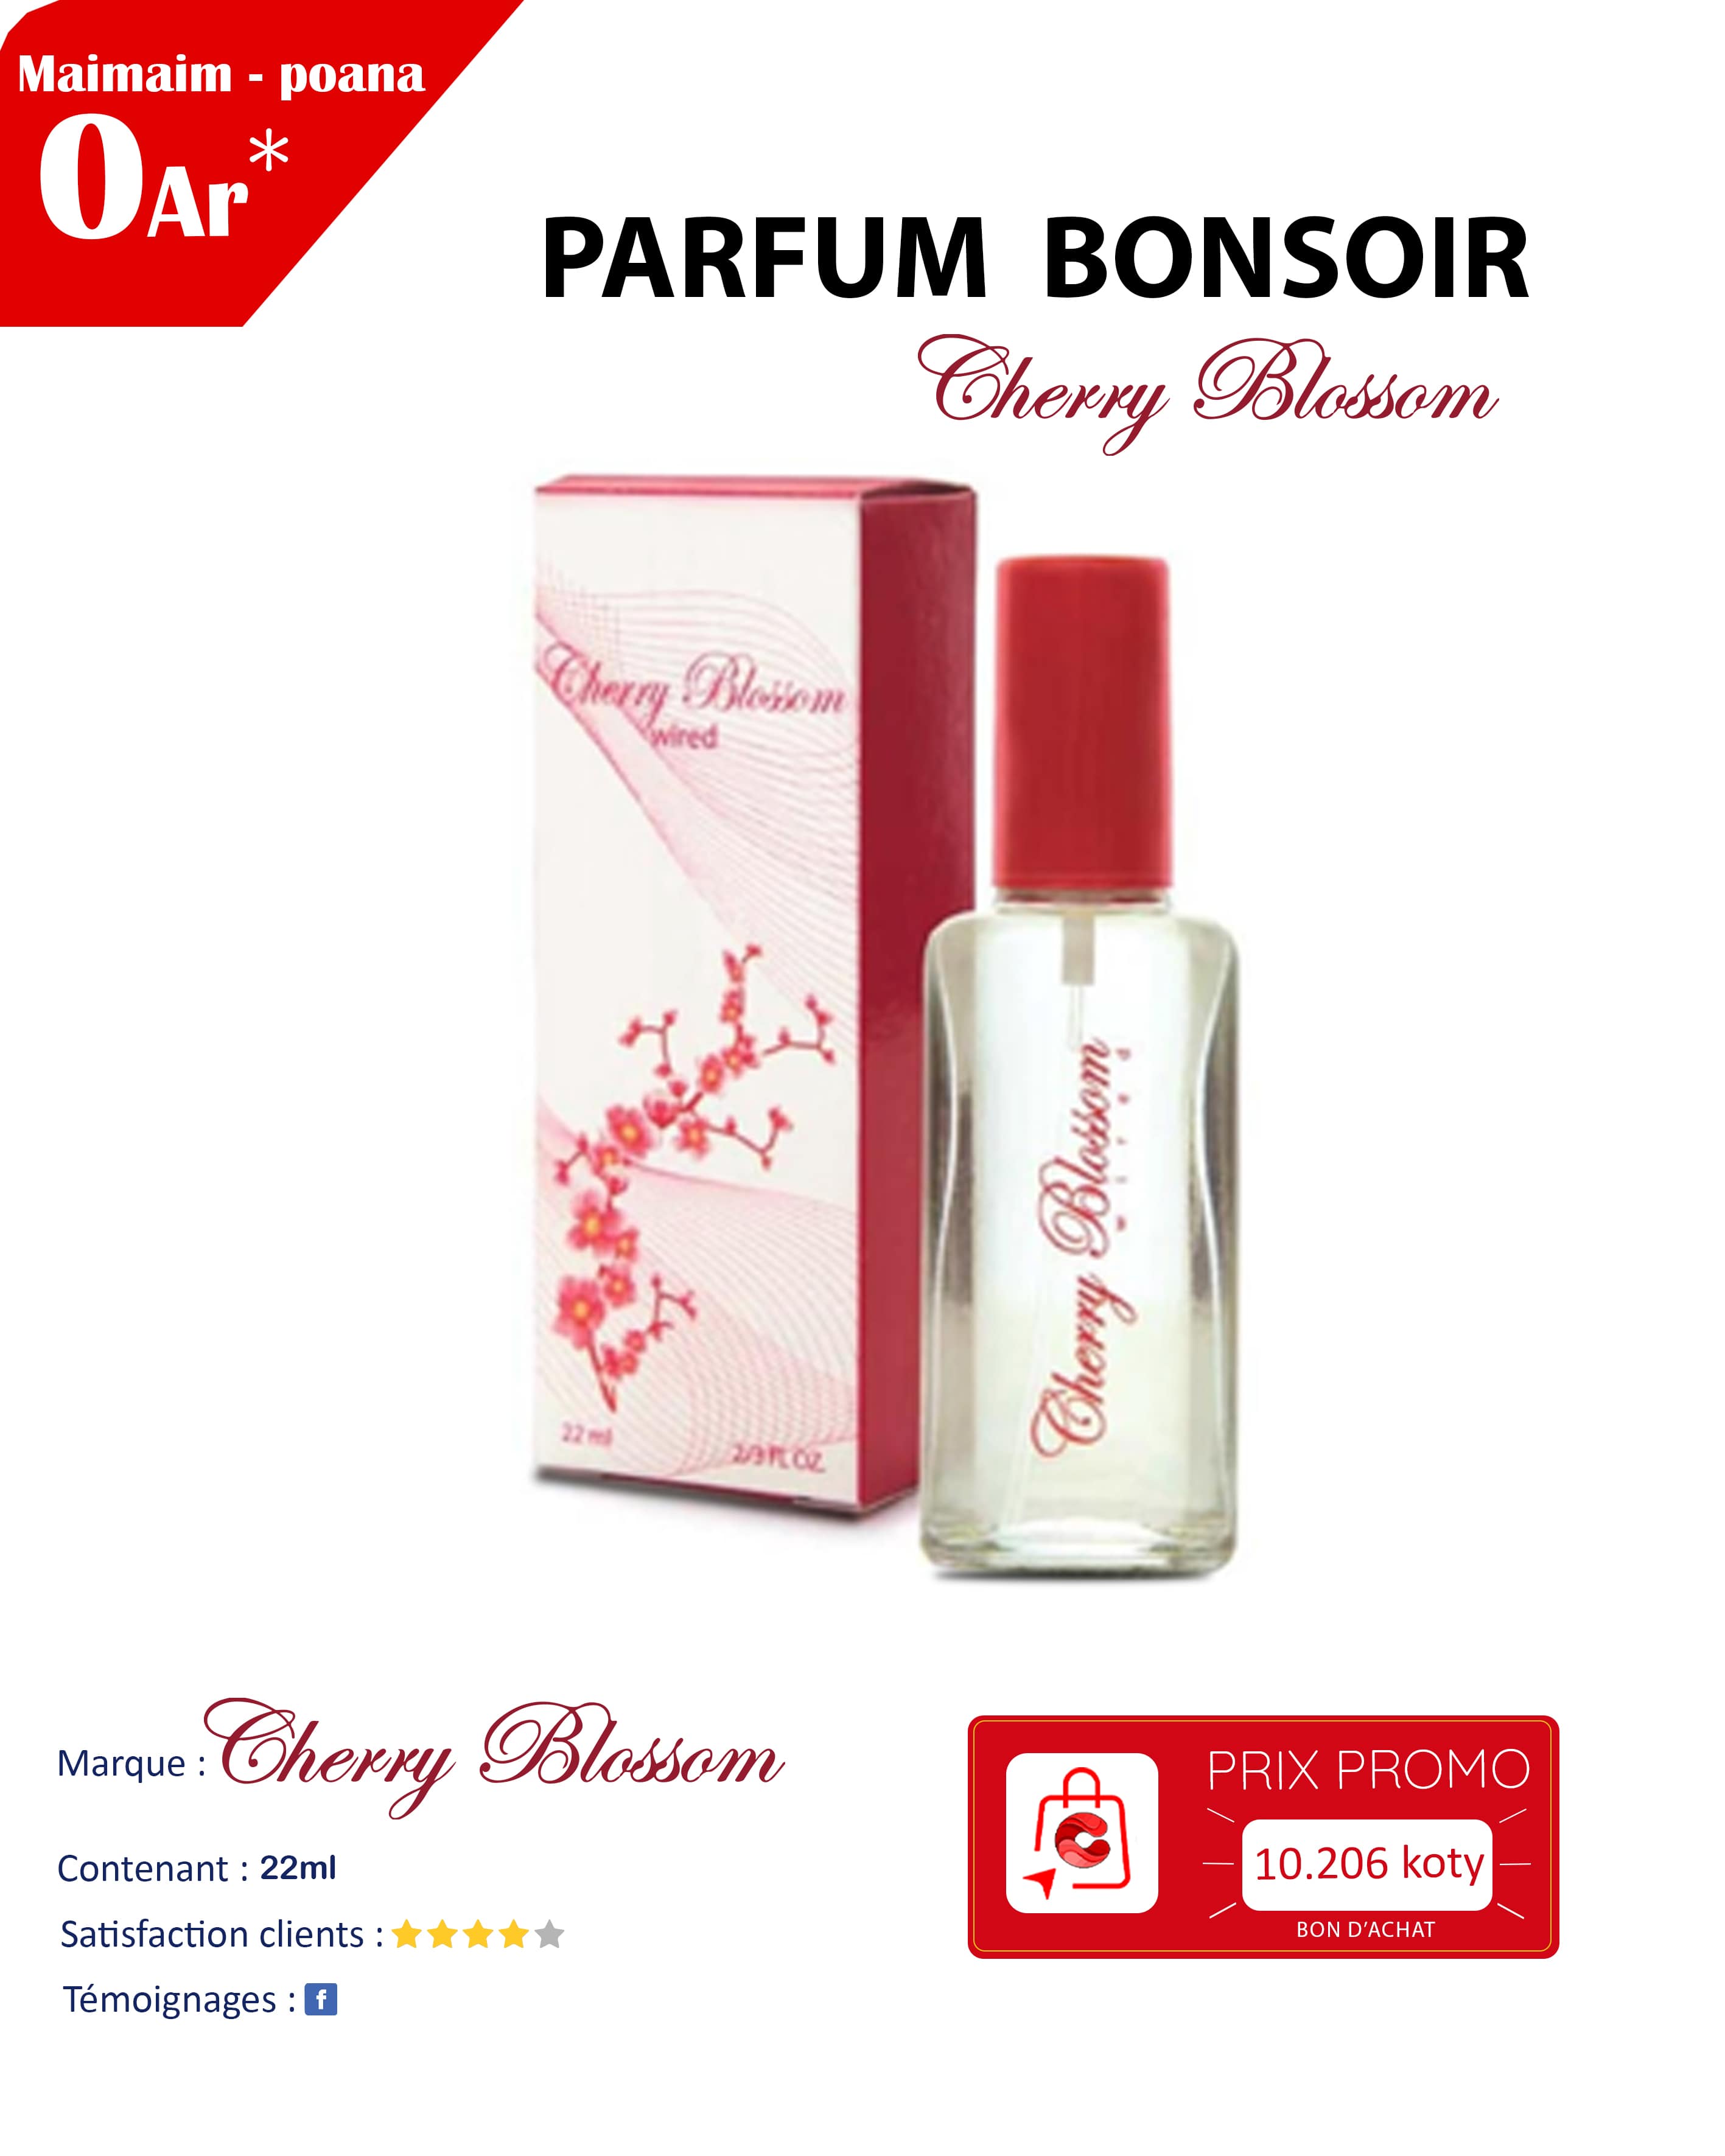 Maimaim - poana
0Ar*
PARFUM BONSOIR
Cherry Blossom
Cherry Blossom
wired
22 ml
2/3 FL OZ.
Cherry Blossom
wired
Marque : Cherry Blossom
Contenant : 22ml
Satisfaction clients :
Témoignages : f
PRIX PROMO
10.206 koty
BON D'ACHAT